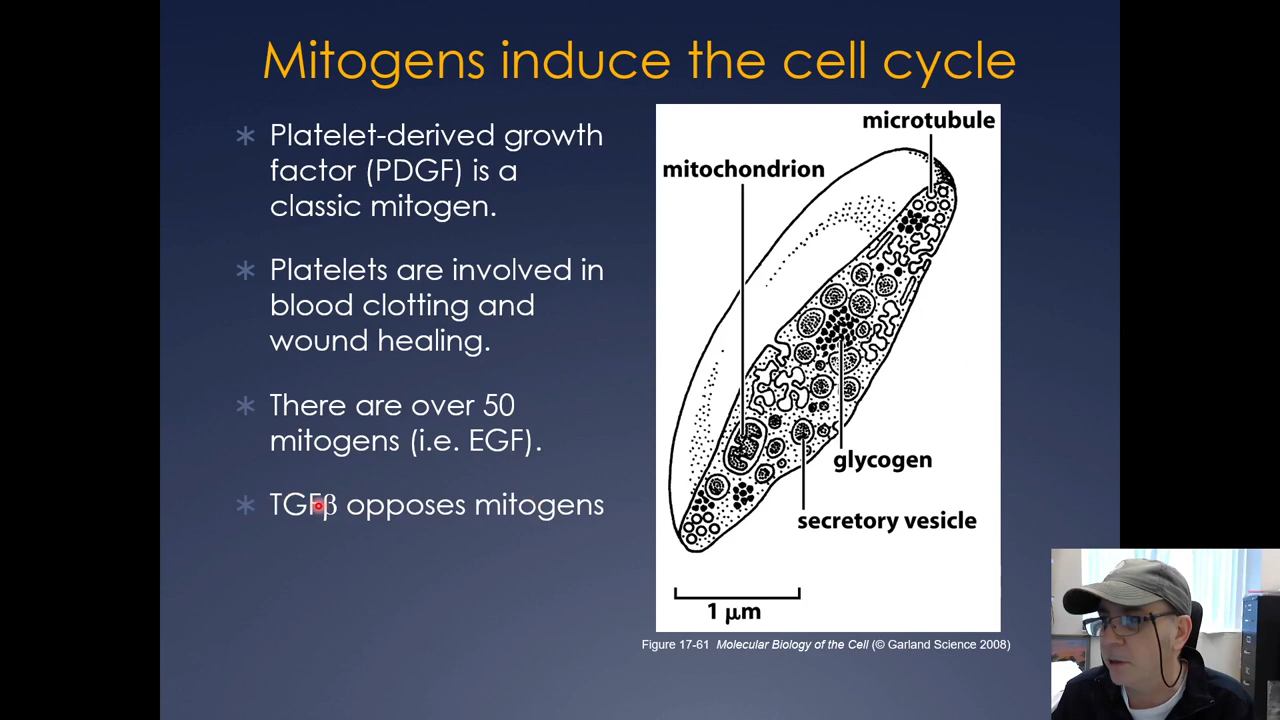 Mitogens induce the cell cycle
Platelet-derived growth
factor (PDGF) is a
classic mitogen.
Platelets are involved in
blood clotting and
wound healing.
There are over 50
mitogens (i.e. EGF).
TGFβ opposes mitogens
microtubule
mitochondrion
glycogen
secretory vesicle
1 μm
Figure 17-61 Molecular Biology of the Cell (© Garland Science 2008)